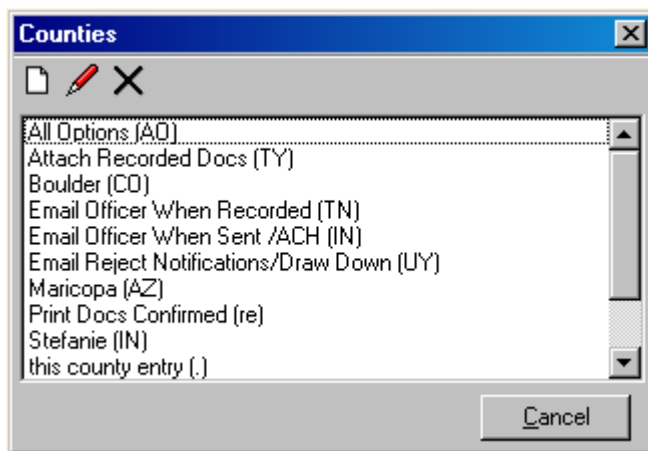 Counties
All Options (AO)
Attach Recorded Docs (TY)
Boulder (CO)
Email Officer When Recorded (TN)
Email Officer When Sent /ACH (IN)
Email Reject Notifications/Draw Down (UY)
Maricopa (AZ)
Print Docs Confirmed (re)
Stefanie (IN)
this county entry (.)
Cancel